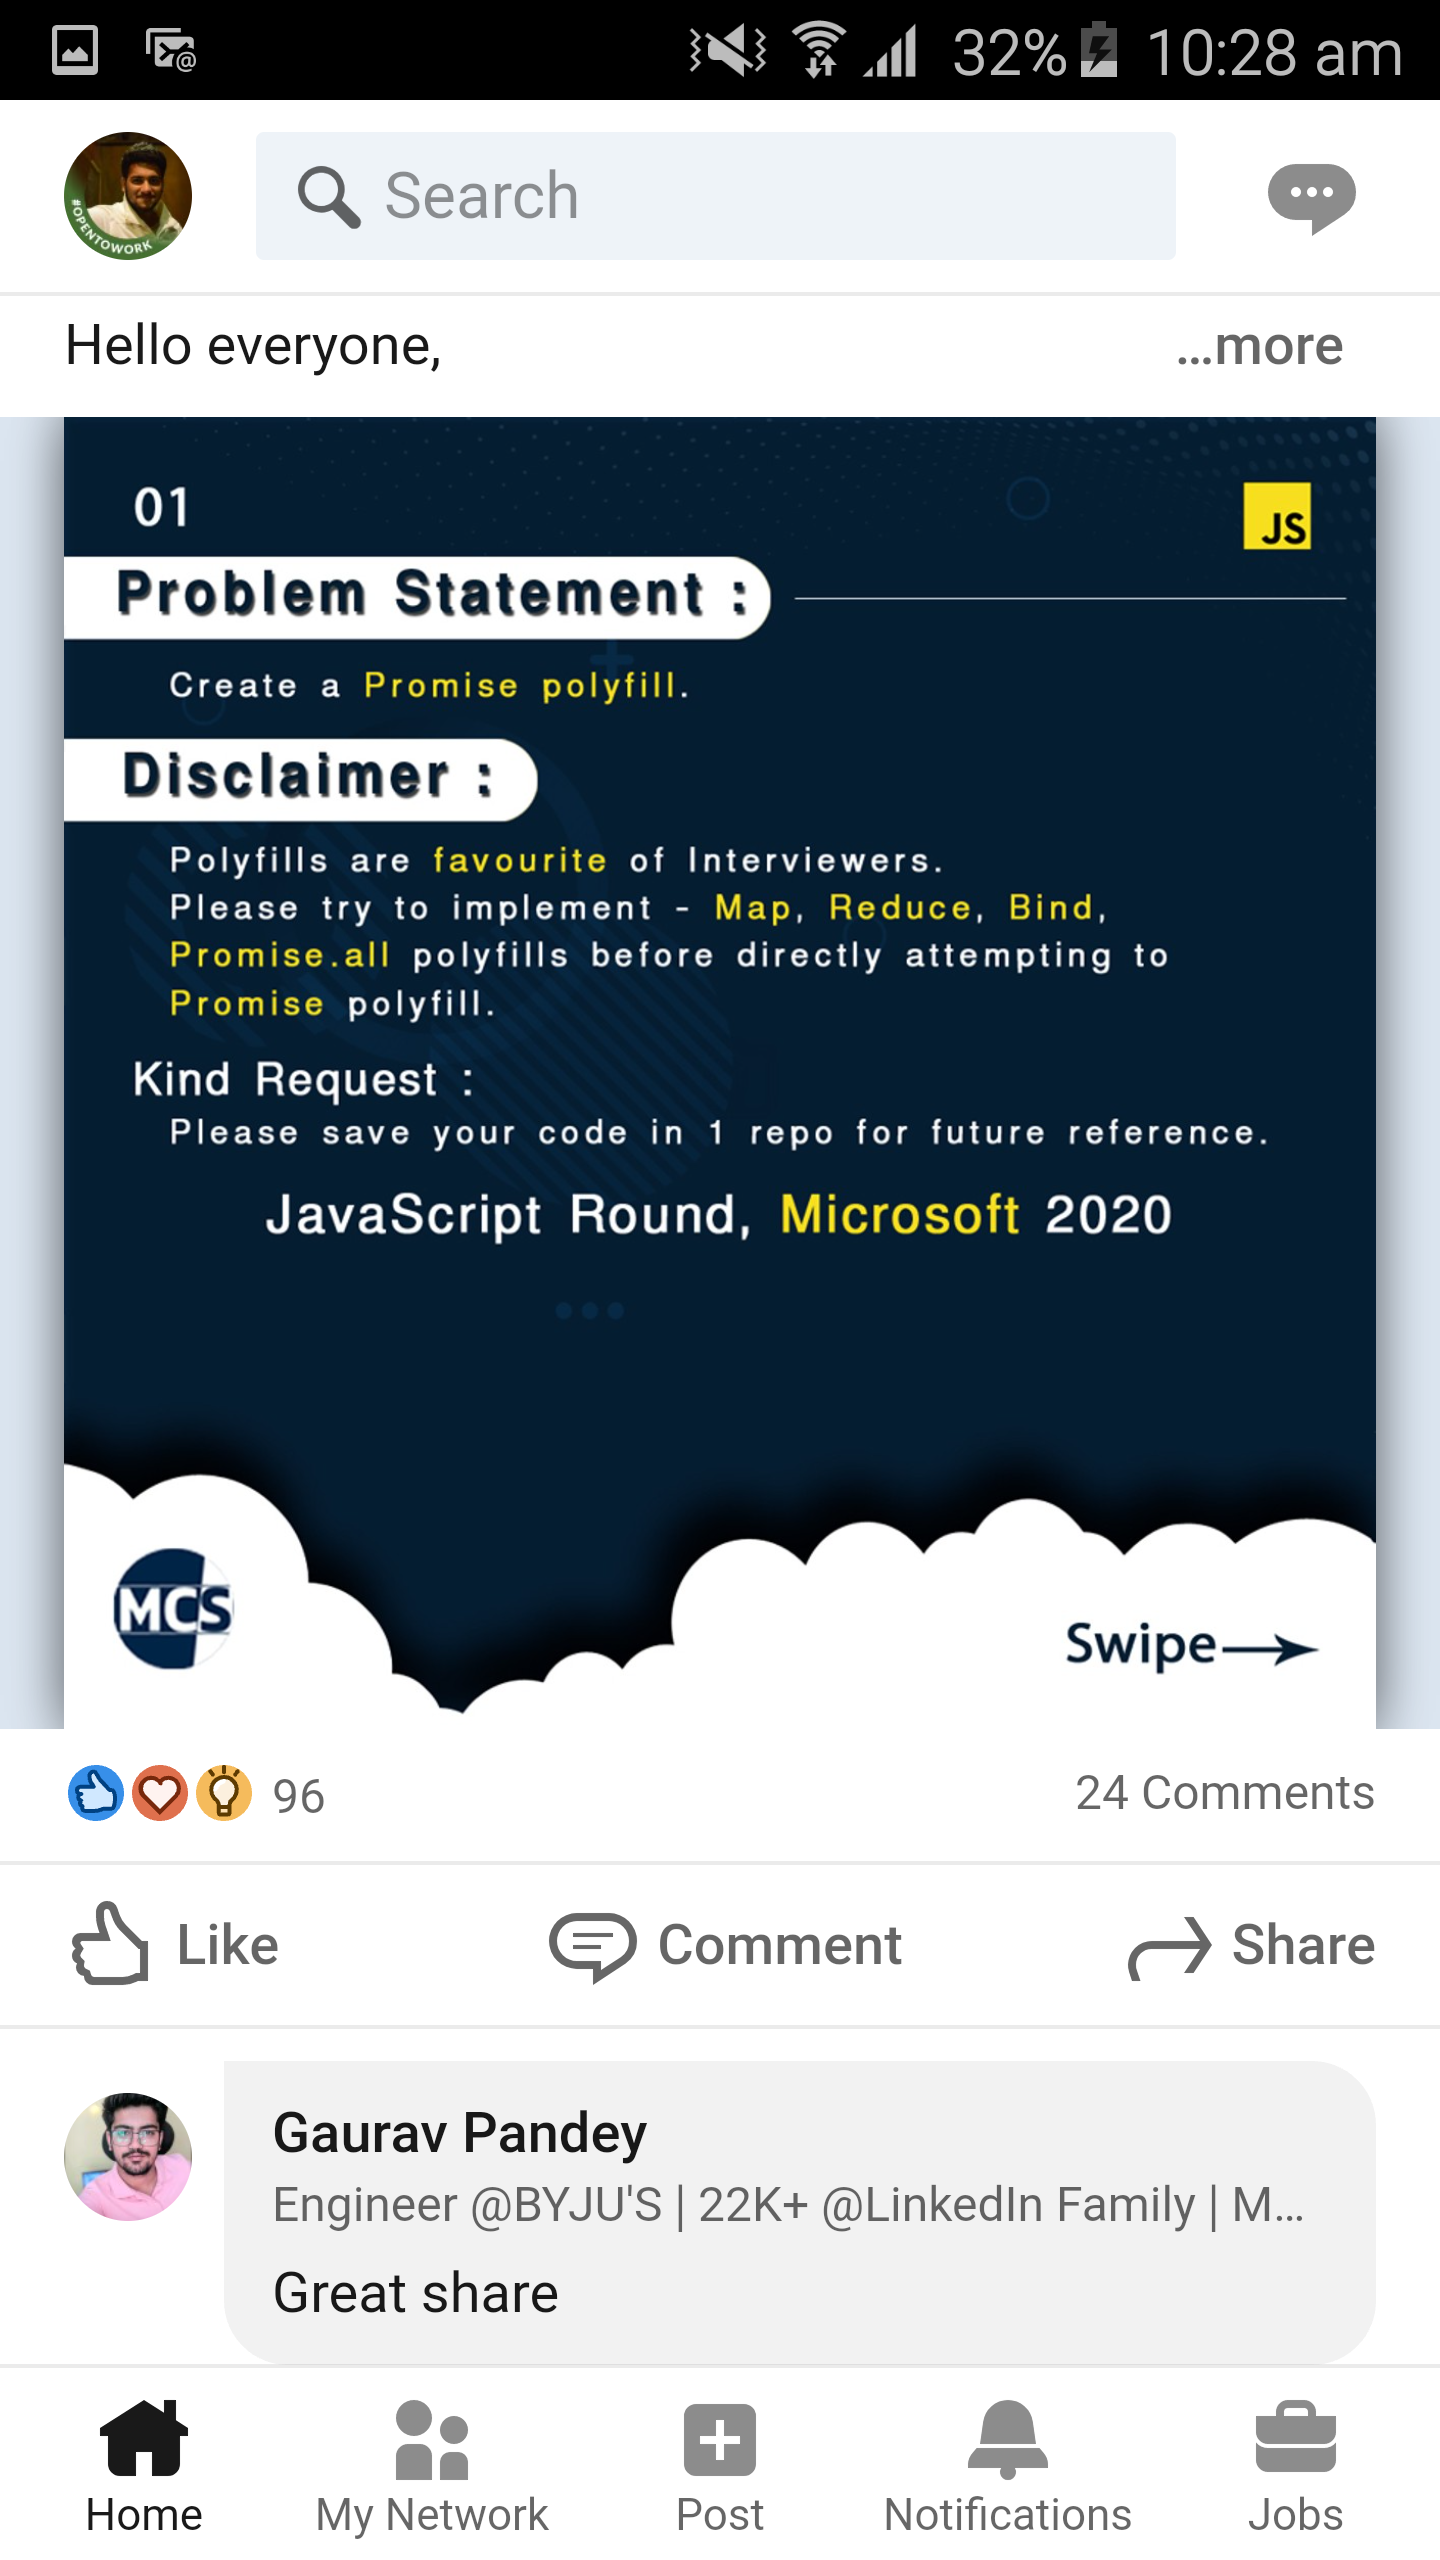 32% 10:28 am
#OPENTOWORK
Search
Hello everyone,
...more
01
JS
Problem Statement :
Create a Promise polyfill.
Disclaimer :
Polyfills are favourite of Interviewers.
Please try to implement - Map, Reduce, Bind,
Promise.all polyfills before directly attempting to
Promise polyfill.
Kind Request :
Please save your code in 1 repo for future reference.
JavaScript Round, Microsoft 2020
MCS
Swipe
96
24 Comments
Like
Comment
Share
Gaurav Pandey
Engineer @BYJU'S | 22K+ @LinkedIn Family | M...
Great share
Home
My Network
Post
Notifications
Jobs